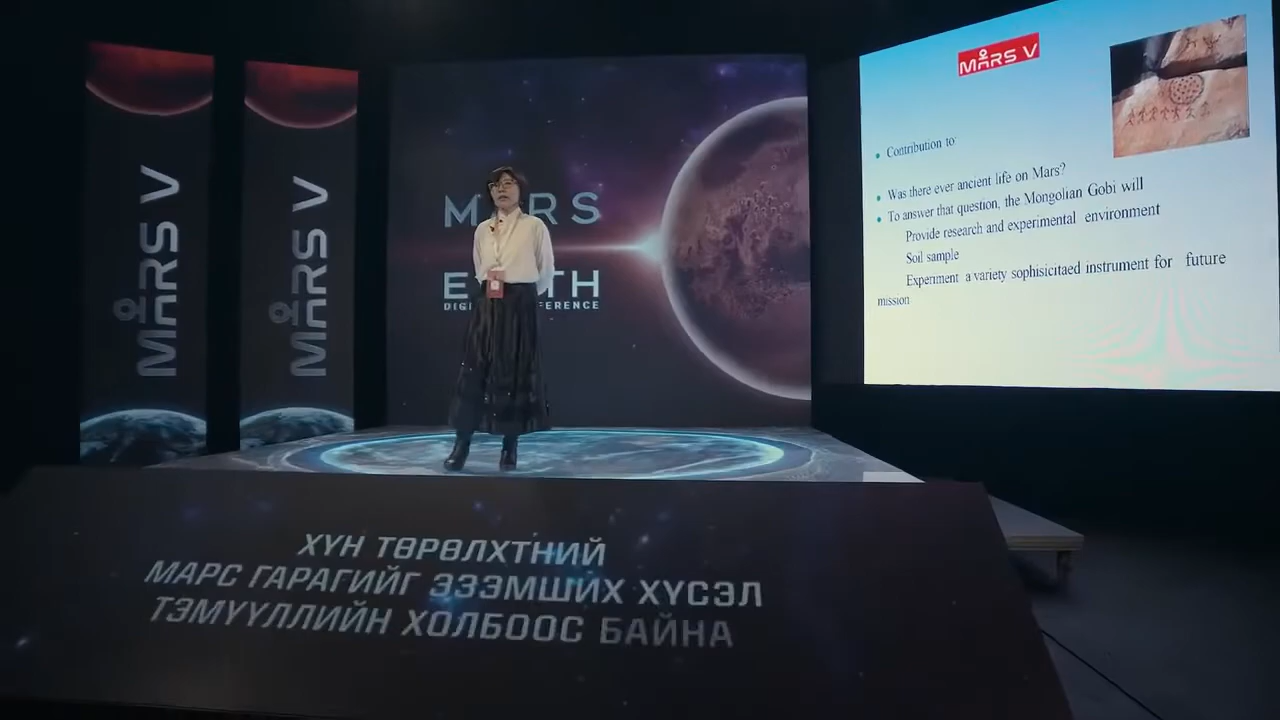 MARS V
MARS V
MARS
EARTH
DIGITAL CONFERENCE
MARS V
Contribution to:
Was there ever ancient life on Mars?
To answer that question, the Mongolian Gobi will
Provide research and experimental environment
Soil sample
Experiment a variety sophisicitaed instrument for future
mission
ХҮН ТӨРӨЛХТНИЙ
МАРС ГАРАГИЙГ ЭЗЭМШИХ ХҮСЭЛ
ТЭМҮҮЛЛИЙН ХОЛБООС БАЙНА